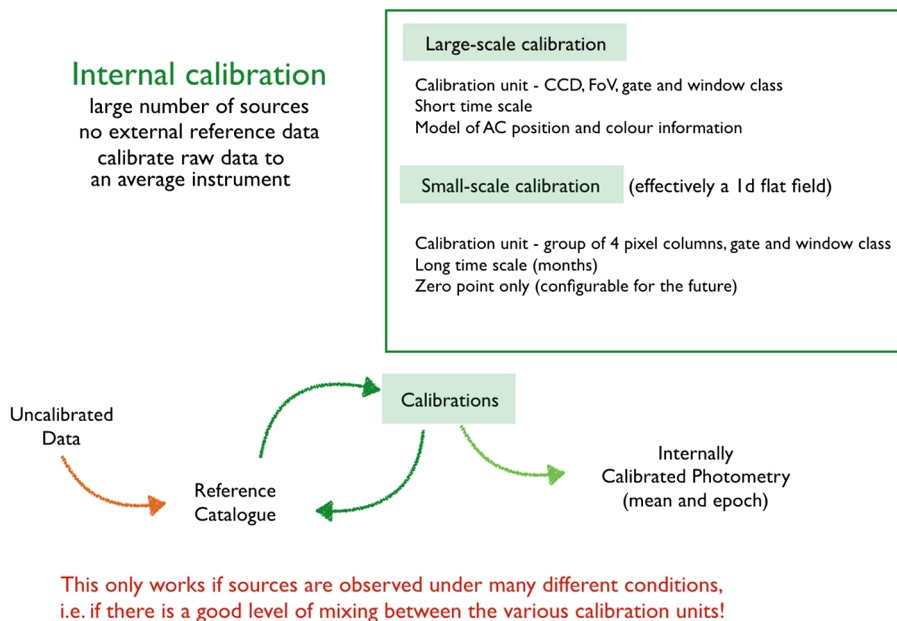 Internal calibration
large number of sources
no external reference data
calibrate raw data to
an average instrument
Large-scale calibration
Calibration unit - CCD, FoV, gate and window class
Short time scale
Model of AC position and colour information
Small-scale calibration (effectively a 1d flat field)
Calibration unit - group of 4 pixel columns, gate and window class
Long time scale (months)
Zero point only (configurable for the future)
Uncalibrated
Data
Reference
Catalogue
Calibrations
Internally
Calibrated Photometry
(mean and epoch)
This only works if sources are observed under many different conditions,
i.e. if there is a good level of mixing between the various calibration units!